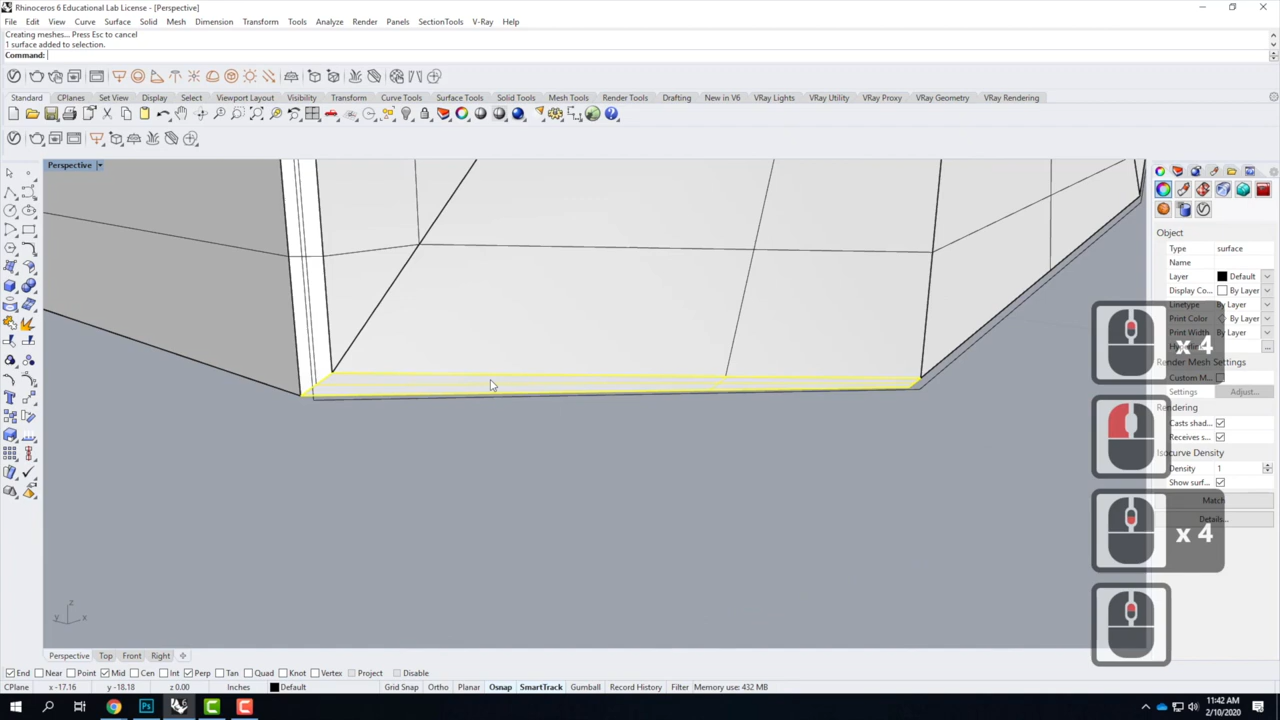 Rhinoceros 6 Educational Lab License - [Perspective]
File Edit View Curve Surface Solid Mesh Dimension Transform Tools Analyze Render Panels SectionTools V-Ray Help
Creating meshes... Press Esc to cancel
1 surface added to selection.
Command:
Standard CPlanes Set View Display Select Viewport Layout Visibility Transform Curve Tools Surface Tools Solid Tools Mesh Tools Render Tools Drafting New in V6 VRay Lights VRay Utility VRay Proxy VRay Geometry VRay Rendering
Perspective
Object
Type surface
Name
Layer Default
Display Co... By Layer
Linetype By Layer
Print Color By Layer
Print Width By Layer
Hyperlin... ...
Render Mesh Settings
Custom M...
Settings Adjust...
Rendering
Casts shad...
Receives s...
Isocurve Density
Density 1
Show surf...
Match
Details...
x 4
x 4
z
y x
Perspective Top Front Right
End Near Point Mid Cen Int Perp Tan Quad Knot Vertex Project Disable
CPlane x -17.16 y -18.18 z 0.00 Inches Default Grid Snap Ortho Planar Osnap SmartTrack Gumball Record History Filter Memory use: 432 MB
Ps
11:42 AM
2/10/2020